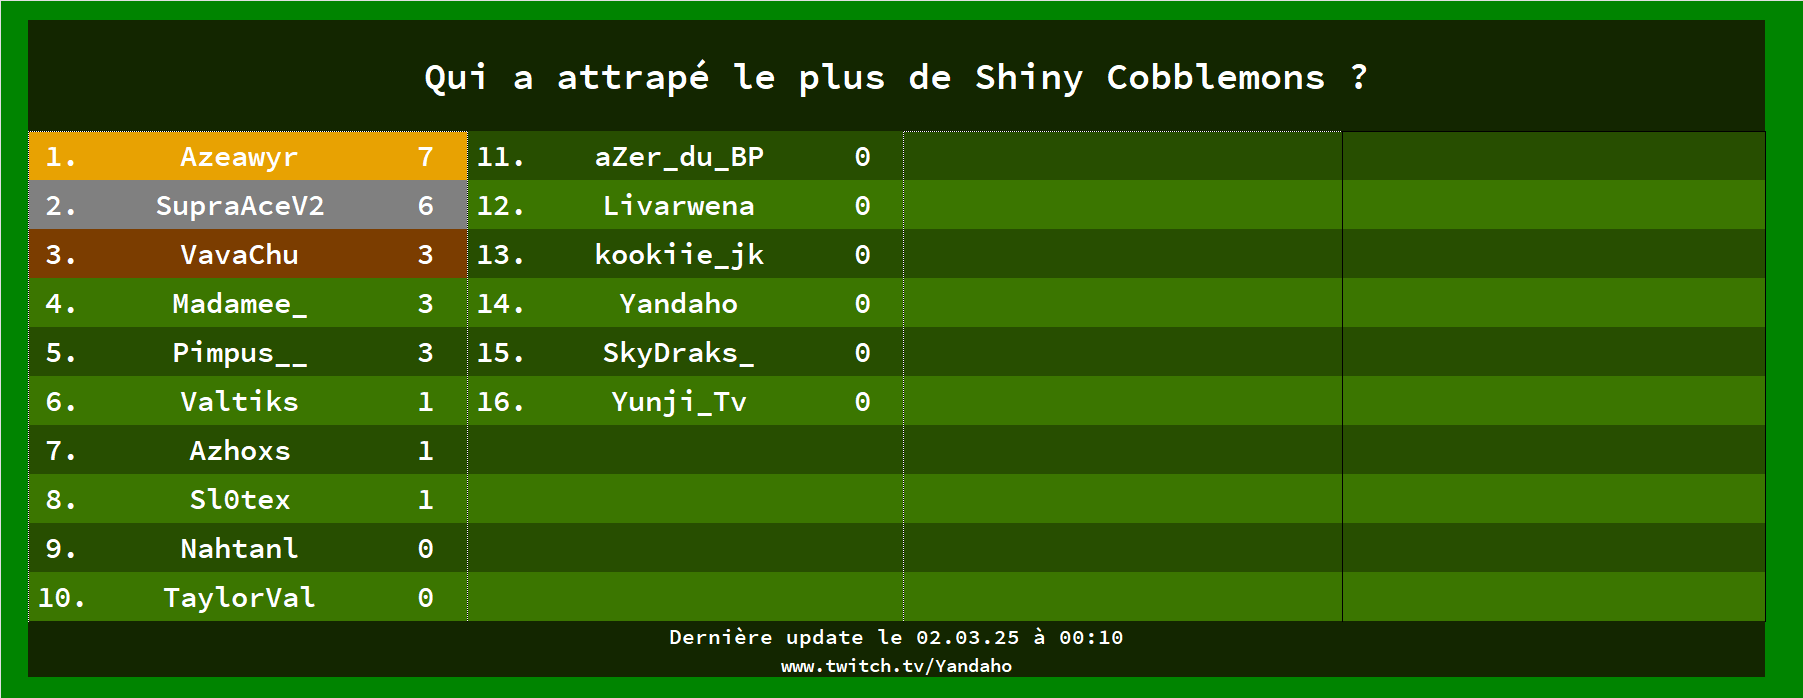 Qui a attrapé le plus de Shiny Cobblemons ?
1. Azeawyr 7
2. SupraAceV2 6
3. VavaChu 3
4. Madamee_ 3
5. Pimpus__ 3
6. Valtiks 1
7. Azhoxs 1
8. Sl0tex 1
9. Nahtanl 0
10. TaylorVal 0
11. aZer_du_BP 0
12. Livarwena 0
13. kookiie_jk 0
14. Yandaho 0
15. SkyDraks_ 0
16. Yunji_Tv 0
Dernière update le 02.03.25 à 00:10
www.twitch.tv/Yandaho